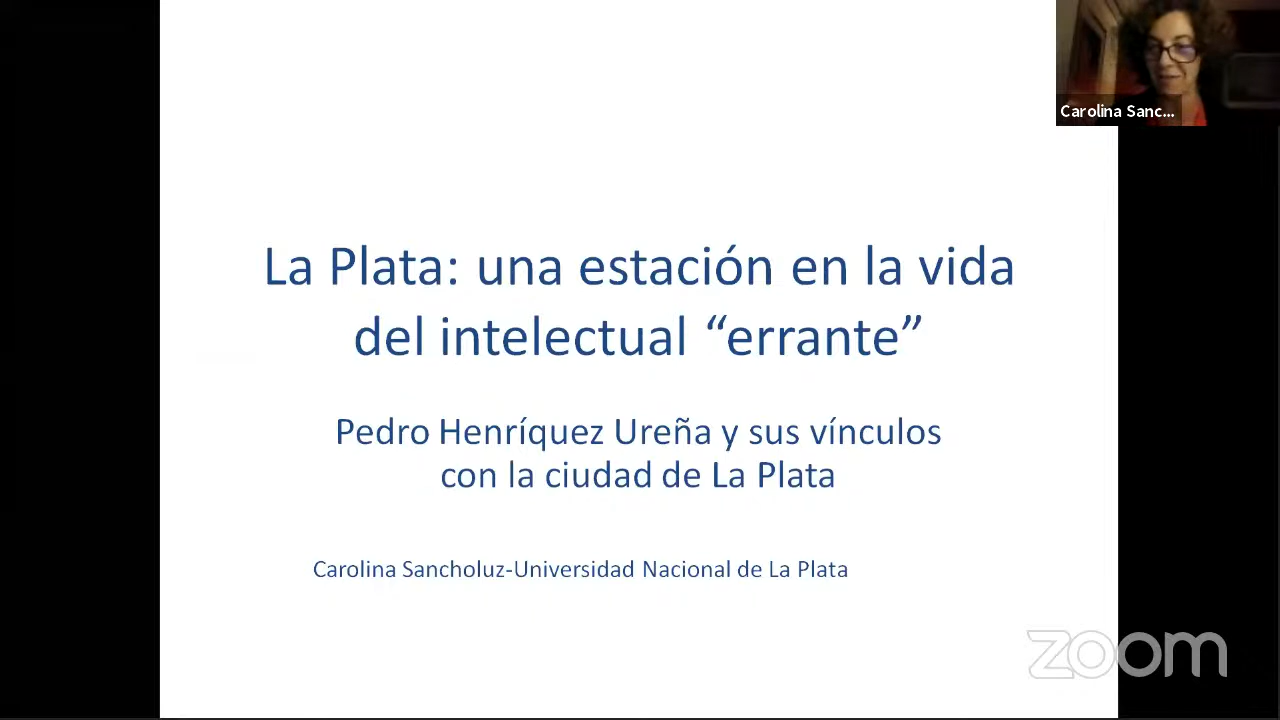 Carolina Sanc...
La Plata: una estación en la vida
del intelectual “errante”
Pedro Henríquez Ureña y sus vínculos
con la ciudad de La Plata
Carolina Sancholuz-Universidad Nacional de La Plata
zoom